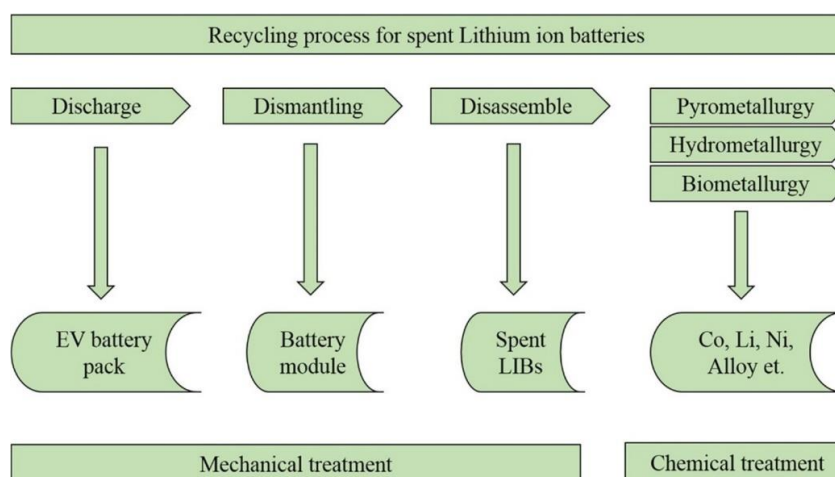 Recycling process for spent Lithium ion batteries
Discharge
Dismantling
Disassemble
Pyrometallurgy
Hydrometallurgy
Biometallurgy
EV battery
pack
Battery
module
Spent
LIBs
Co, Li, Ni,
Alloy et.
Mechanical treatment
Chemical treatment